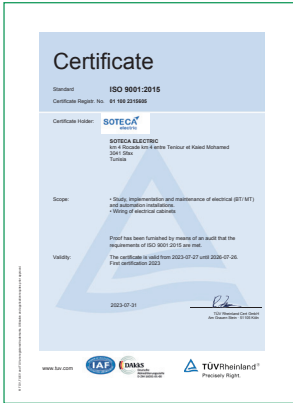 Certificate
Standard ISO 9001:2015
Certificate Registr. No. 01 100 2315605
Certificate Holder: SOTECA
electric
SOTECA ELECTRIC
km 4 Rocade km 4 entre Teniour et Kaied Mohamed
3041 Sfax
Tunisia
Scope: • Study, implementation and maintenance of electrical (BT/ MT)
and automation installations.
• Wiring of electrical cabinets
Proof has been furnished by means of an audit that the
requirements of ISO 9001:2015 are met.
Validity: The certificate is valid from 2023-07-27 until 2026-07-26.
First certification 2023
2023-07-31
TÜV Rheinland Cert GmbH
Am Grauen Stein · 51105 Köln
www.tuv.com
IAF
DAkkS
Deutsche
Akkreditierungsstelle
TÜVRheinland®
Precisely Right.